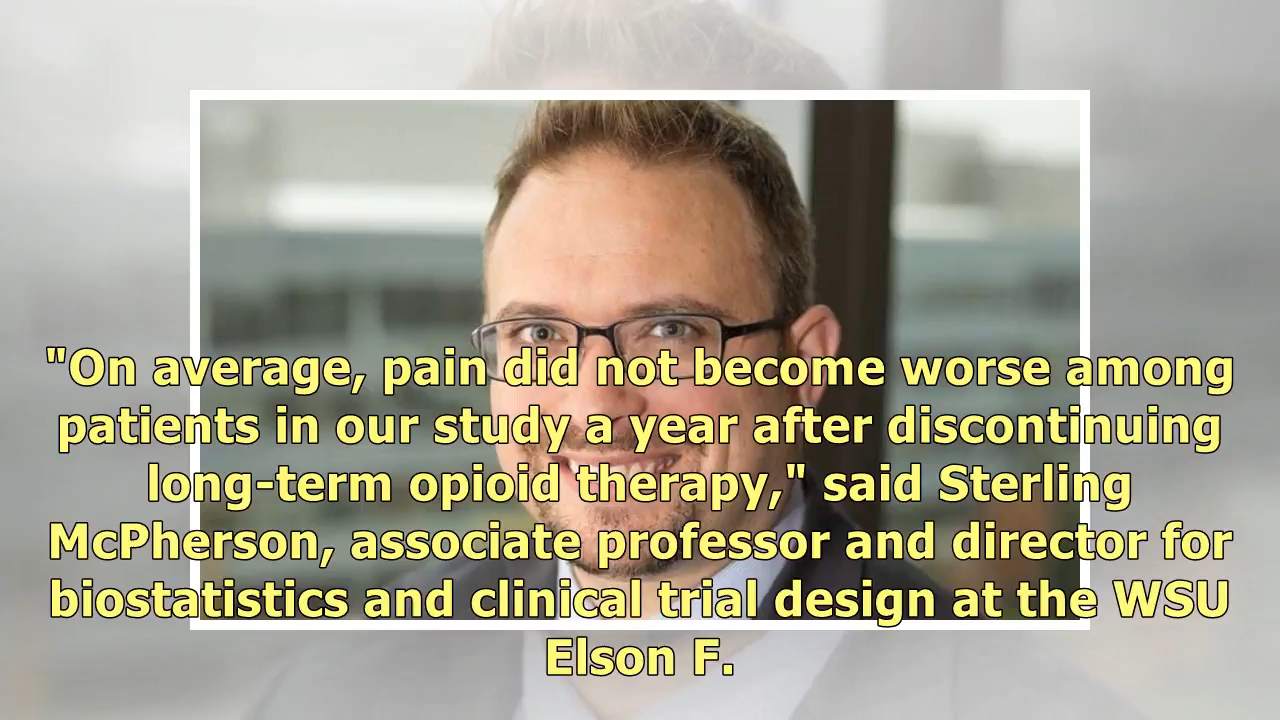 "On average, pain did not become worse among
patients in our study a year after discontinuing
long-term opioid therapy," said Sterling
McPherson, associate professor and director for
biostatistics and clinical trial design at the WSU
Elson F.